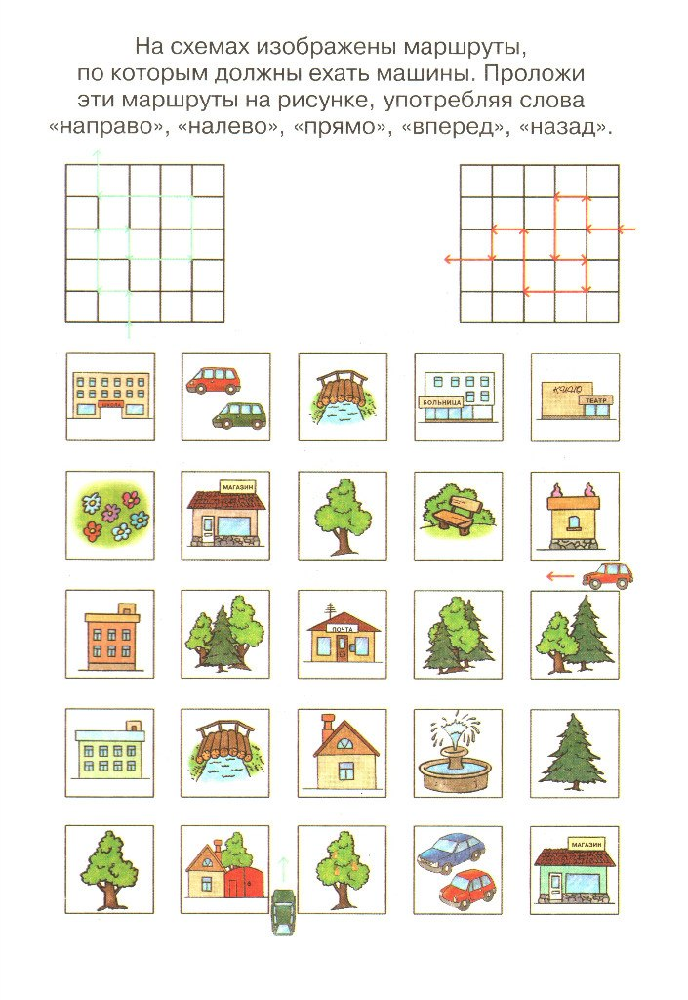 На схемах изображены маршруты,
по которым должны ехать машины. Проложи
эти маршруты на рисунке, употребляя слова
«направо», «налево», «прямо», «вперед», «назад».
ШКОЛА
БОЛЬНИЦА
КИНО
ТЕАТР
МАГАЗИН
ПОЧТА
МАГАЗИН